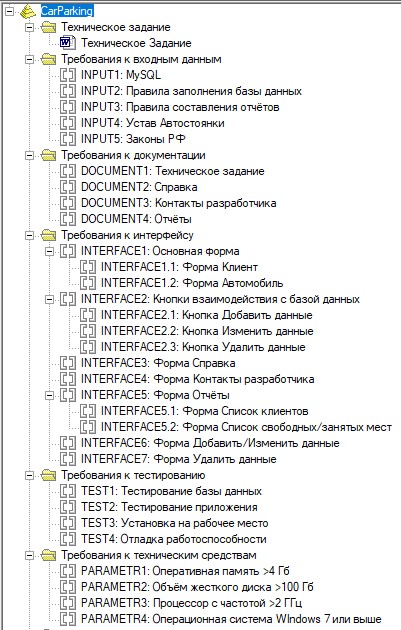 CarParking
Техническое задание
Техническое Задание
Требования к входным данным
INPUT1: MySQL
INPUT2: Правила заполнения базы данных
INPUT3: Правила составления отчётов
INPUT4: Устав Автостоянки
INPUT5: Законы РФ
Требования к документации
DOCUMENT1: Техническое задание
DOCUMENT2: Справка
DOCUMENT3: Контакты разработчика
DOCUMENT4: Отчёты
Требования к интерфейсу
INTERFACE1: Основная форма
INTERFACE1.1: Форма Клиент
INTERFACE1.2: Форма Автомобиль
INTERFACE2: Кнопки взаимодействия с базой данных
INTERFACE2.1: Кнопка Добавить данные
INTERFACE2.2: Кнопка Изменить данные
INTERFACE2.3: Кнопка Удалить данные
INTERFACE3: Форма Справка
INTERFACE4: Форма Контакты разработчика
INTERFACE5: Форма Отчёты
INTERFACE5.1: Форма Список клиентов
INTERFACE5.2: Форма Список свободных/занятых мест
INTERFACE6: Форма Добавить/Изменить данные
INTERFACE7: Форма Удалить данные
Требования к тестированию
TEST1: Тестирование базы данных
TEST2: Тестирование приложения
TEST3: Установка на рабочее место
TEST4: Отладка работоспособности
Требования к техническим средствам
PARAMETR1: Оперативная память >4 Гб
PARAMETR2: Объём жесткого диска >100 Гб
PARAMETR3: Процессор с частотой >2 ГГц
PARAMETR4: Операционная система WIndows 7 или выше